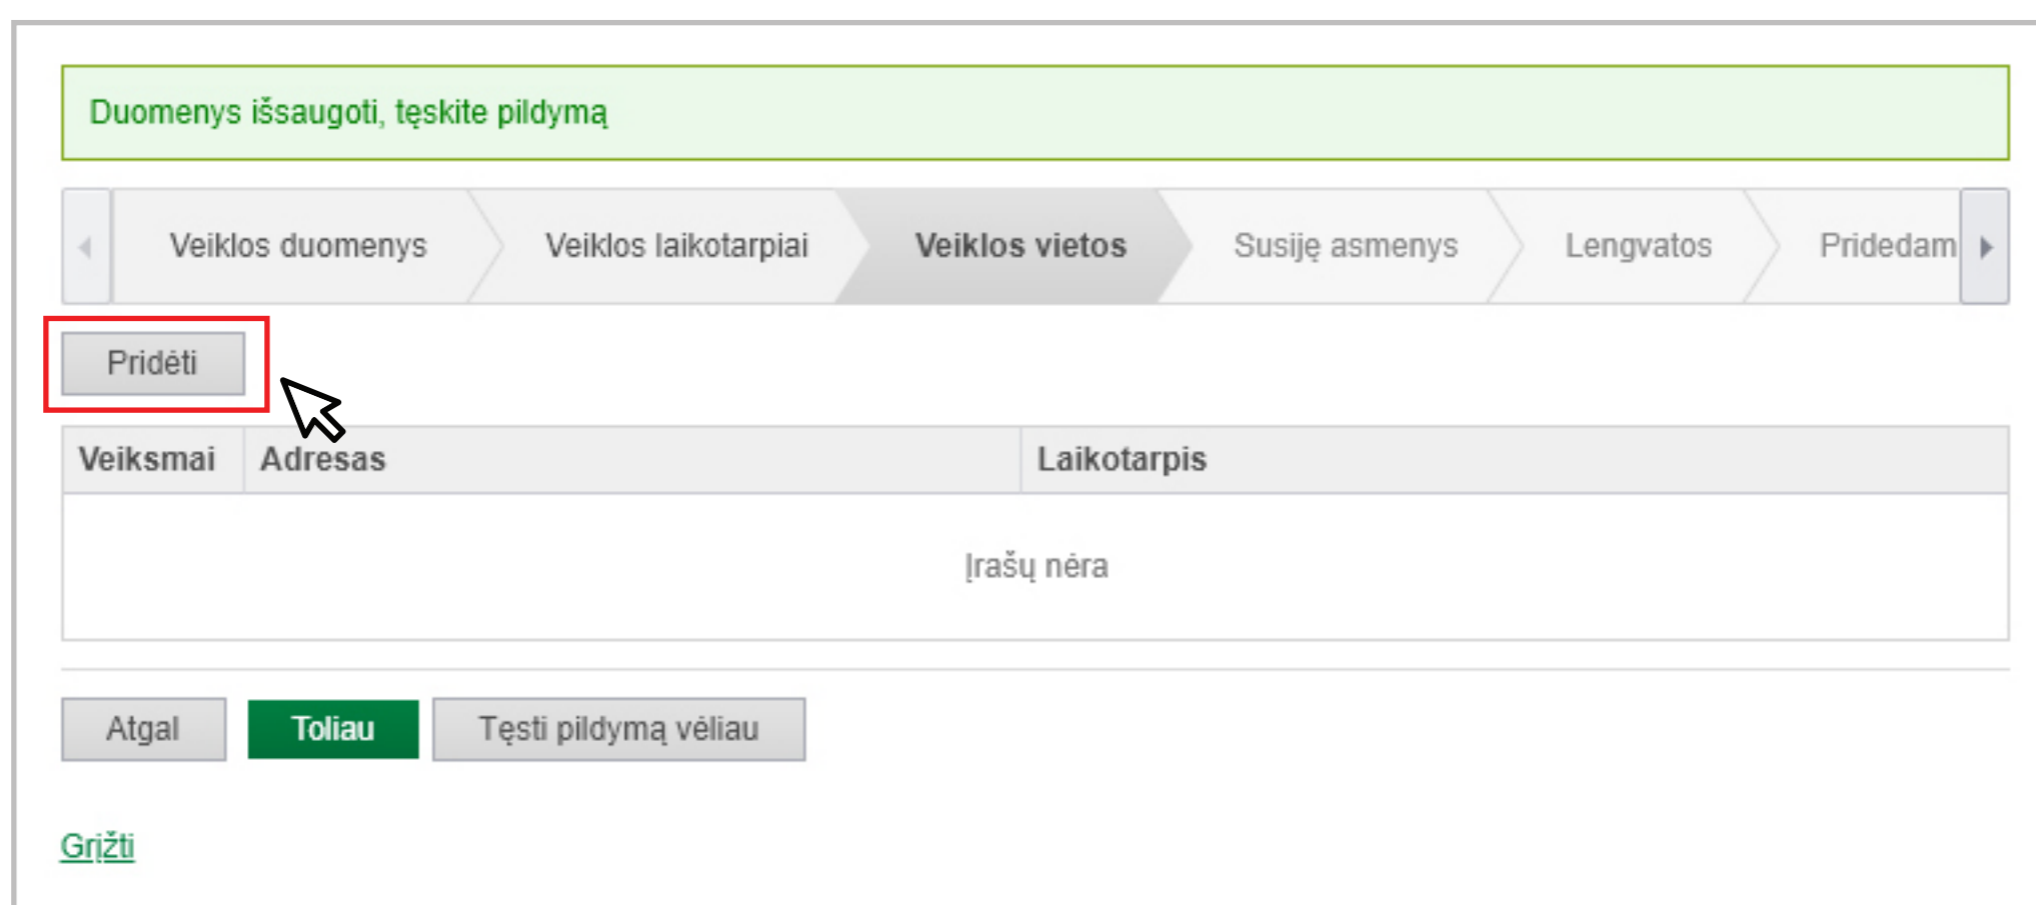 Duomenys išsaugoti, tęskite pildymą
Veiklos duomenys Veiklos laikotarpiai Veiklos vietos Susiję asmenys Lengvatos Pridedam
Pridėti
Veiksmai Adresas Laikotarpis
Įrašų nėra
Atgal Toliau Tęsti pildymą vėliau
Grįžti